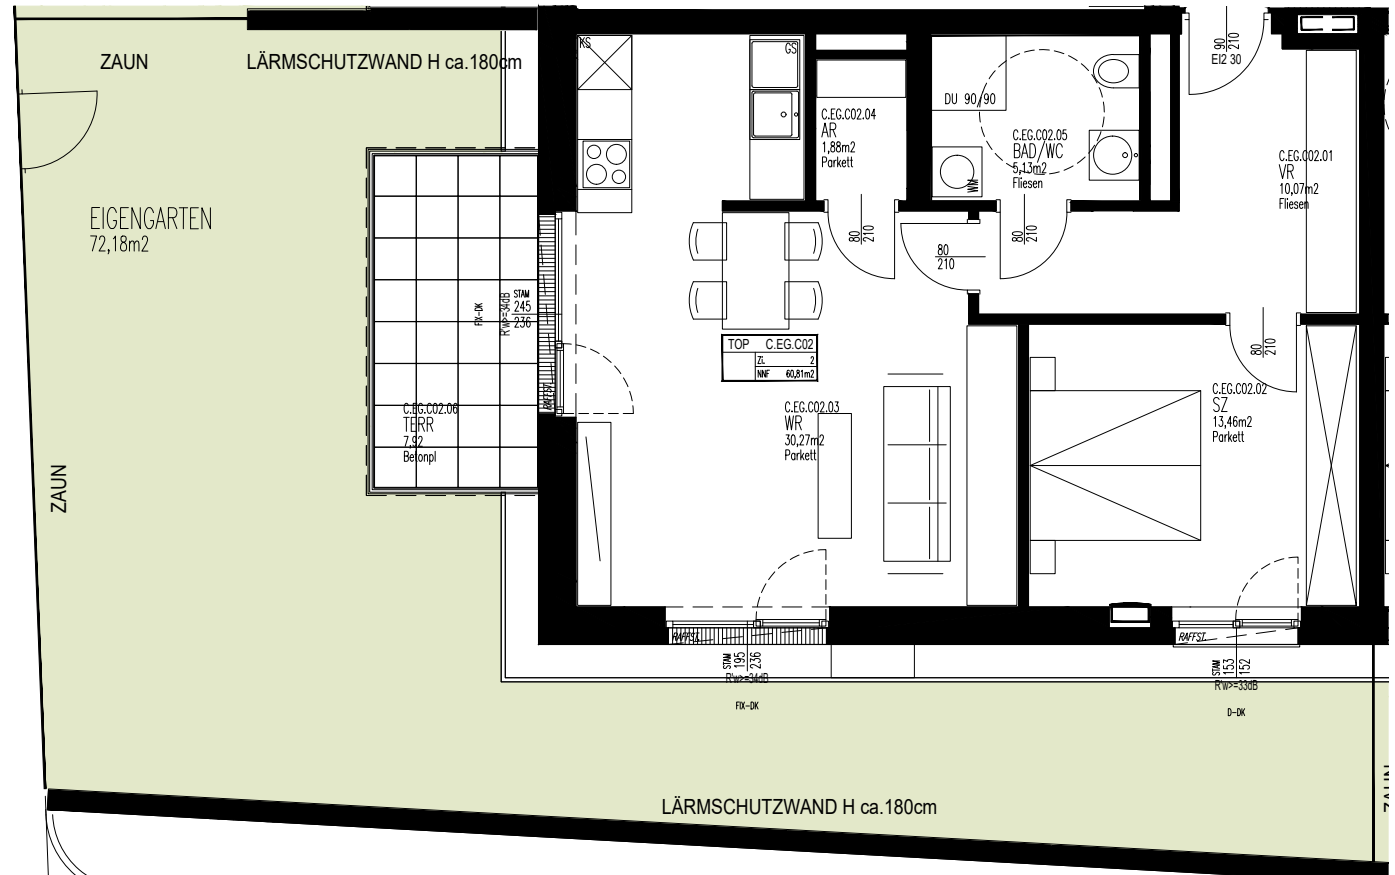 ZAUN
LÄRMSCHUTZWAND H ca.180cm
KS
GS
90
210
EI2 30
C.EG.C02.04
AR
1,88m2
Parkett
DU 90/90
C.EG.C02.05
BAD/WC
5,13m2
Fliesen
WM
C.EG.C02.01
VR
10,07m2
Fliesen
EIGENGARTEN
72,18m2
80
210
80
210
80
210
FIX-DK
R'w>=34dB
STAM
245
236
RAFFST.
TOP C.EG.C02
Zi. 2
NNF 60,81m2
80
210
C.EG.C02.06
TERR
7,92
Betonpl
C.EG.C02.03
WR
30,27m2
Parkett
C.EG.C02.02
SZ
13,46m2
Parkett
ZAUN
RAFFST.
STAM
195
236
R'w>=34dB
FIX-DK
RAFFST.
STAM
153
152
R'w>=33dB
D-DK
LÄRMSCHUTZWAND H ca.180cm
ZAUN